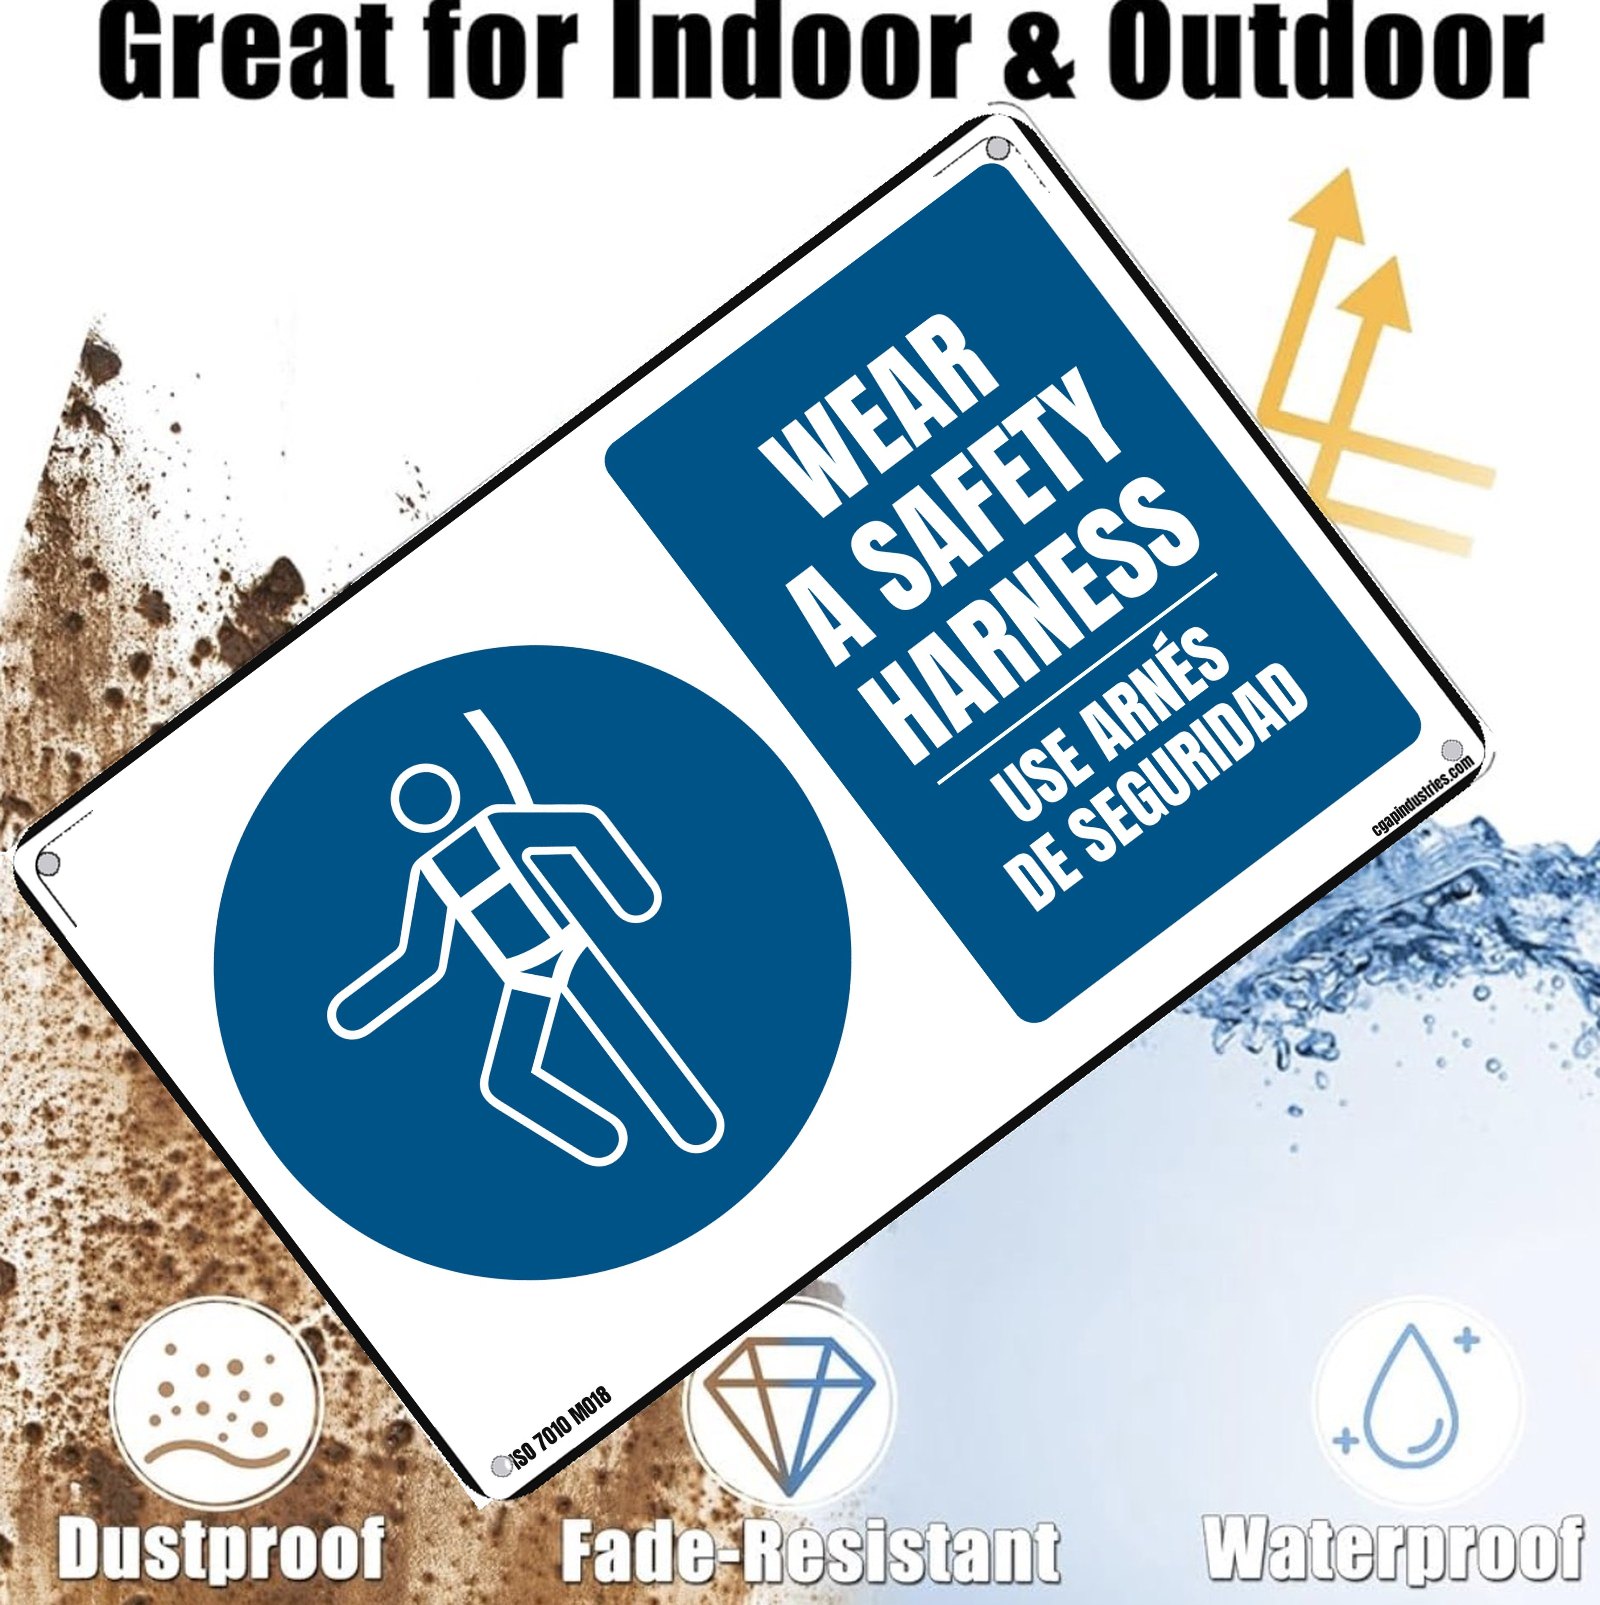 Great for Indoor & Outdoor
WEAR
A SAFETY
HARNESS
USE ARNÉS
DE SEGURIDAD
cgapindustries.com
ISO 7010 M018
Dustproof
Fade-Resistant
Waterproof